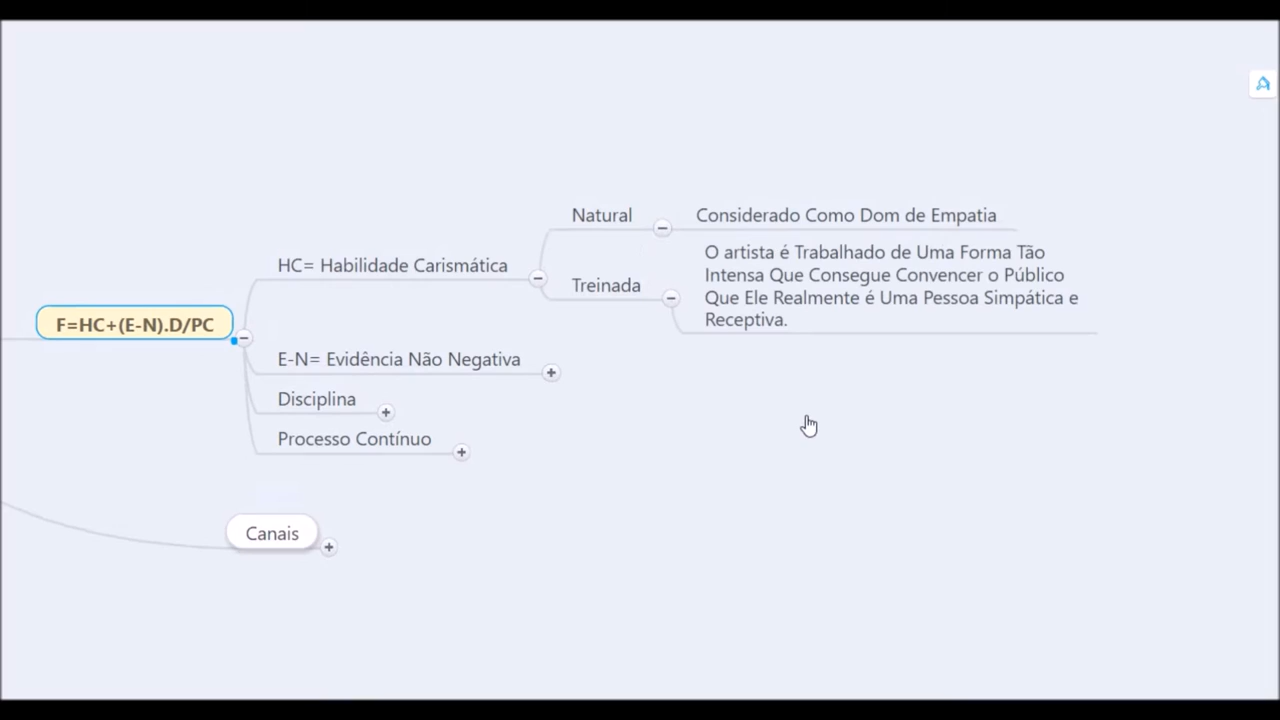 Natural
Considerado Como Dom de Empatia
O artista é Trabalhado de Uma Forma Tão
Intensa Que Consegue Convencer o Público
Que Ele Realmente é Uma Pessoa Simpática e
Receptiva.
HC= Habilidade Carismática
Treinada
F=HC+(E-N).D/PC
E-N= Evidência Não Negativa
Disciplina
Processo Contínuo
Canais